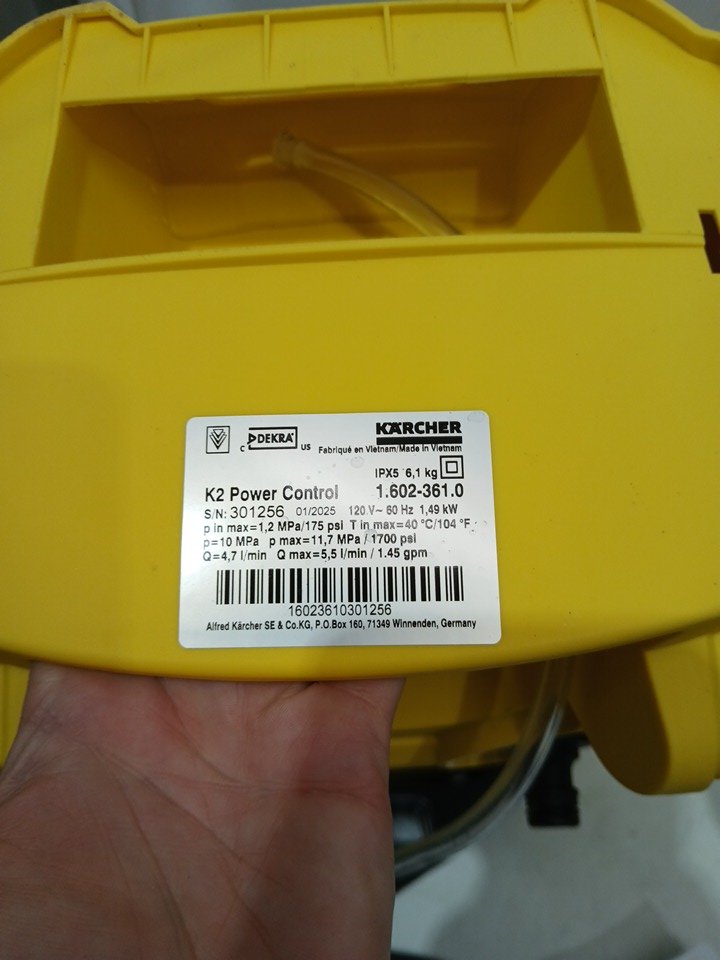 C DEKRA US
KÄRCHER
Fabriqué en Vietnam/Made in Vietnam
IPX5 6,1 kg
K2 Power Control 1.602-361.0
S/N: 301256 01/2025 120 V~ 60 Hz 1,49 kW
p in max=1,2 MPa/175 psi T in max=40 °C/104 °F
p=10 MPa p max=11,7 MPa / 1700 psi
Q=4,7 l/min Q max=5,5 l/min / 1.45 gpm
16023610301256
Alfred Kärcher SE & Co.KG, P.O.Box 160, 71349 Winnenden, Germany